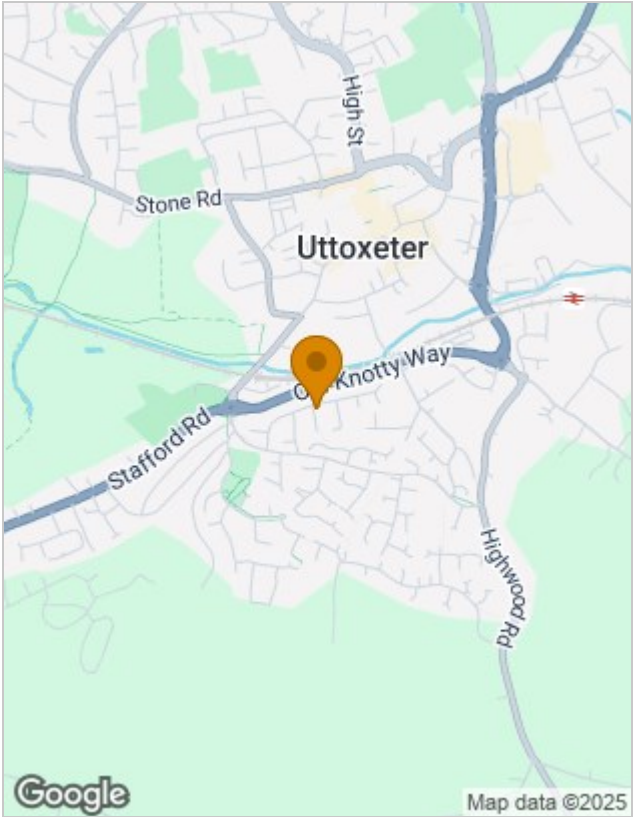 High St
Stone Rd
Uttoxeter
Knotty Way
Stafford Rd
Highwood Rd
Google
Map data ©2025